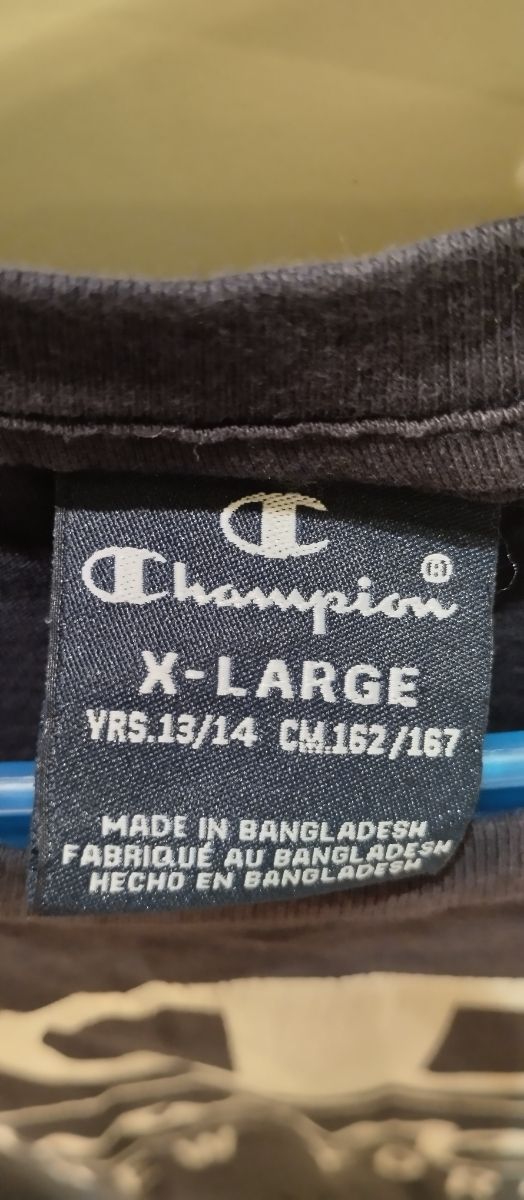 Champion®
X-LARGE
YRS.13/14 CM.162/167
MADE IN BANGLADESH
FABRIQUÉ AU BANGLADESH
HECHO EN BANGLADESH